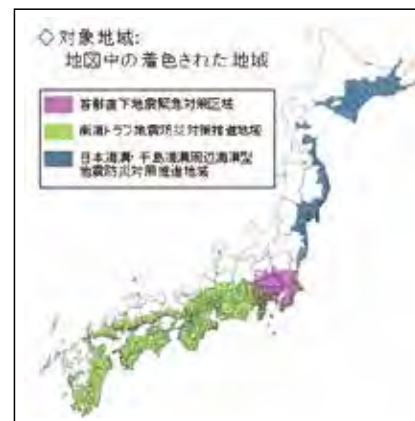 ◇対象地域:
地図中の着色された地域
首都直下地震緊急対策区域
南海トラフ地震防災対策推進地域
日本海溝・千島海溝周辺海溝型
地震防災対策推進地域